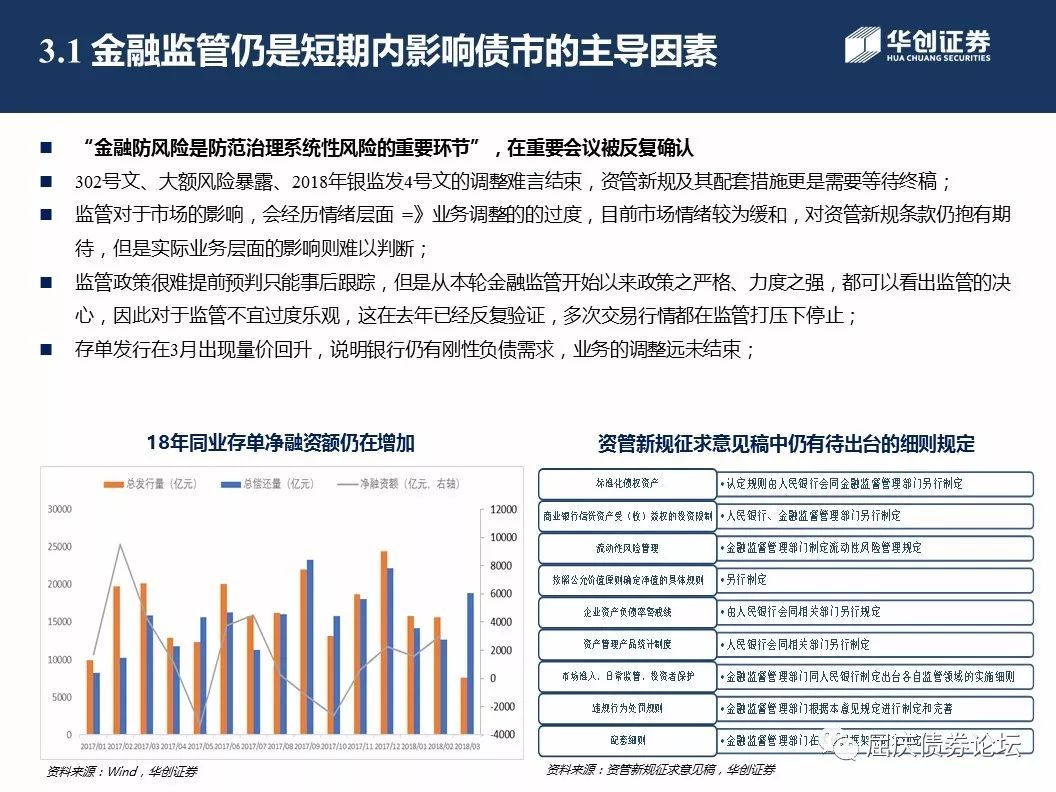 3.1 金融监管仍是短期内影响债市的主导因素
华创证券
HUA CHUANG SECURITIES
“金融防风险是防范治理系统性风险的重要环节”，在重要会议被反复确认
302号文、大额风险暴露、2018年银监发4号文的调整难言结束，资管新规及其配套措施更是需要等待终稿；
监管对于市场的影响，会经历情绪层面 =》业务调整的的过度，目前市场情绪较为缓和，对资管新规条款仍抱有期
待，但是实际业务层面的影响则难以判断；
监管政策很难提前预判只能事后跟踪，但是从本轮金融监管开始以来政策之严格、力度之强，都可以看出监管的决
心，因此对于监管不宜过度乐观，这在去年已经反复验证，多次交易行情都在监管打压下停止；
存单发行在3月出现量价回升，说明银行仍有刚性负债需求，业务的调整远未结束；
18年同业存单净融资额仍在增加
总发行量（亿元） 总偿还量（亿元） 净融资额（亿元，右轴）
30000
25000
20000
15000
10000
5000
0
12000
10000
8000
6000
4000
2000
0
-2000
-4000
2017/01 2017/02 2017/03 2017/04 2017/05 2017/06 2017/07 2017/08 2017/09 2017/10 2017/11 2017/12 2018/01 2018/02 2018/03
资料来源：Wind，华创证券
资管新规征求意见稿中仍有待出台的细则规定
标准化债权资产 •认定规则由人民银行会同金融监督管理部门另行制定
商业银行信贷资产受（收）益权的投资限制 •人民银行、金融监督管理部门另行制定
流动性风险管理 •金融监督管理部门制定流动性风险管理规定
按照公允价值原则确定净值的具体规则 •另行制定
企业资产负债率警戒线 •由人民银行会同相关部门另行规定
资产管理产品统计制度 •人民银行会同相关部门另行制定
市场准入、日常监管、投资者保护 •金融监督管理部门同人民银行制定出台各自监管领域的实施细则
违规行为处罚规则 •金融监督管理部门根据本意见规定进行制定和完善
配套细则 •金融监督管理部门在
屈庆债券论坛
资料来源：资管新规征求意见稿，华创证券